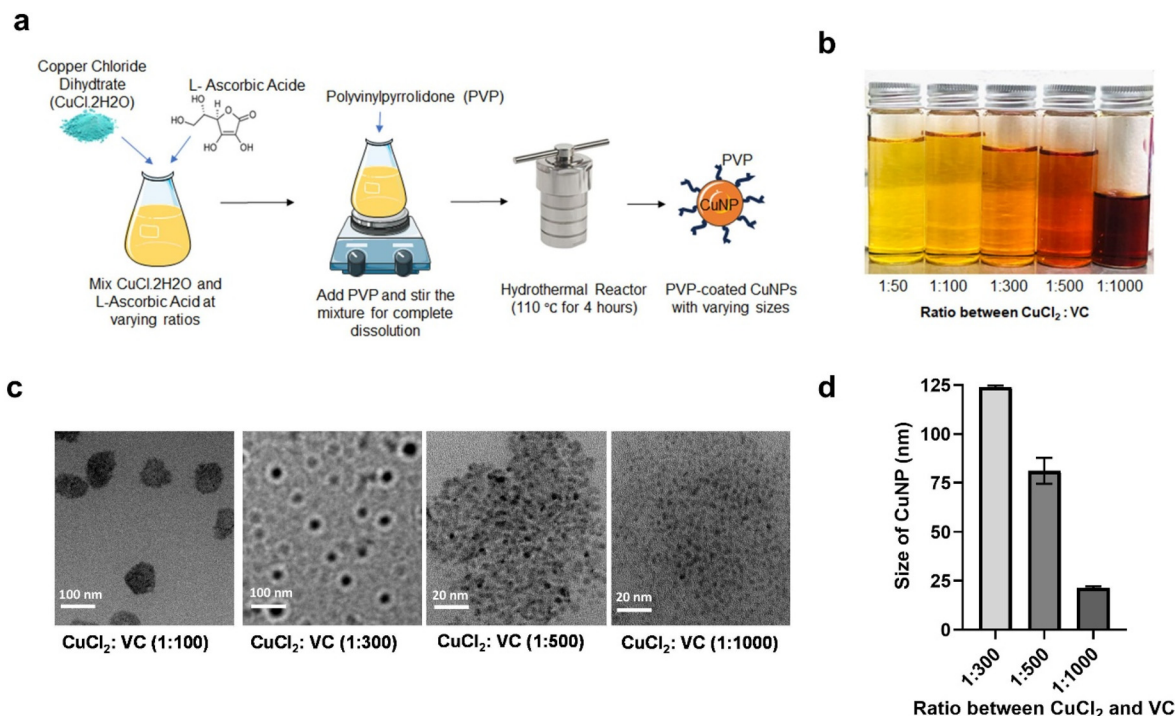 a
Copper Chloride
Dihydtrate
(CuCl.2H2O)
L- Ascorbic Acide
HO
HO
O
O
HO
OH
Mix CuCl.2H2O and
L-Ascorbic Acid at
varying ratios
Polyvinylpyrrolidone (PVP)
Add PVP and stir the
mixture for complete
dissolution
Hydrothermal Reactor
(110 °C for 4 hours)
PVP
CuNP
PVP-coated CuNPs
with varying sizes
b
1:50 1:100 1:300 1:500 1:1000
Ratio between CuCl₂ : VC
c
100 nm
CuCl₂: VC (1:100)
100 nm
CuCl₂: VC (1:300)
20 nm
CuCl₂: VC (1:500)
20 nm
CuCl₂: VC (1:1000)
d
Size of CuNP (nm)
125
100
75
50
25
0
1:300
1:500
1:1000
Ratio between CuCl₂ and VC